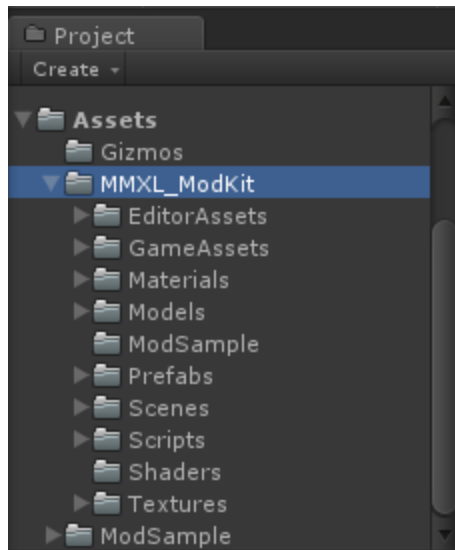 Project
Create
Assets
Gizmos
MMXL_ModKit
EditorAssets
GameAssets
Materials
Models
ModSample
Prefabs
Scenes
Scripts
Shaders
Textures
ModSample